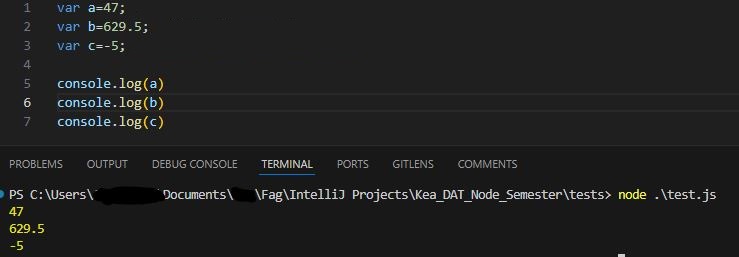 1 var a=47;
2 var b=629.5;
3 var c=-5;
4
5 console.log(a)
6 console.log(b)
7 console.log(c)
PROBLEMS OUTPUT DEBUG CONSOLE TERMINAL PORTS GITLENS COMMENTS
PS C:\Users\ \Documents\ \Fag\IntelliJ Projects\Kea_DAT_Node_Semester\tests> node .\test.js
47
629.5
-5